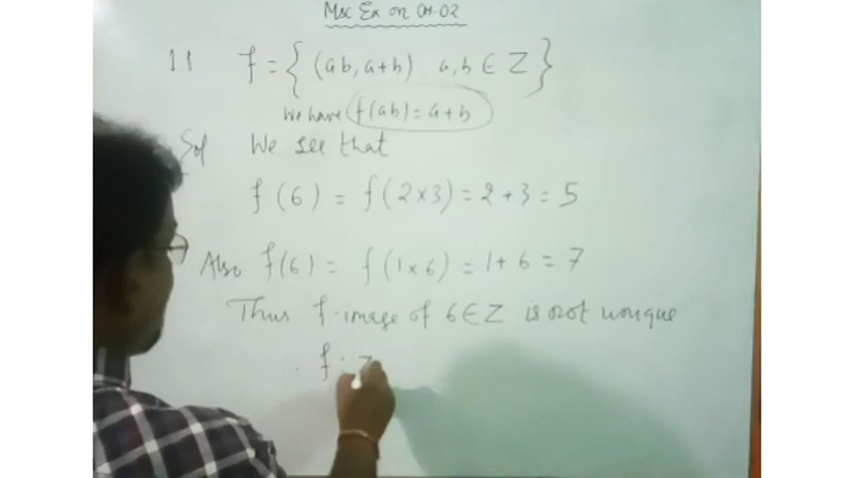 Misc Ex on CH.02
11 f = { (ab, a+b) a,b ∈ Z }
We have f(ab) = a+b
Sol We see that
f(6) = f(2×3) = 2+3 = 5
Also f(6) = f(1×6) = 1+6 = 7
Thus f-image of 6 ∈ Z is not unique
f : Z